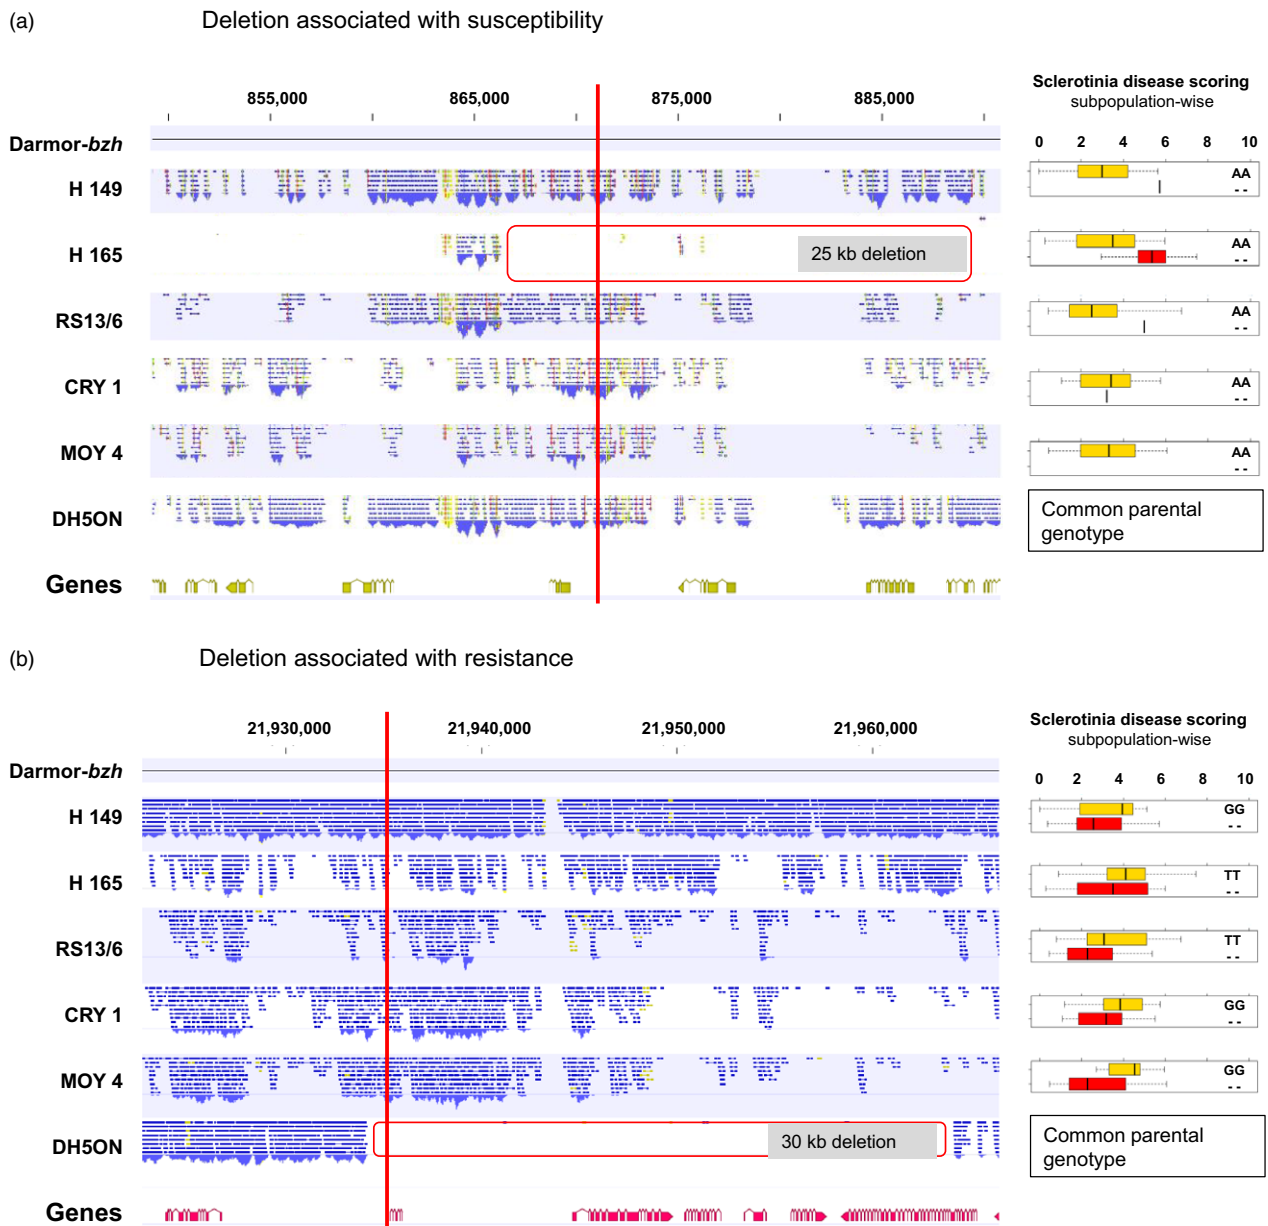 (a)
Deletion associated with susceptibility
855,000 865,000 875,000 885,000
Sclerotinia disease scoring
subpopulation-wise
0 2 4 6 8 10
Darmor-bzh
H 149
AA
- -
H 165
25 kb deletion
AA
- -
RS13/6
AA
- -
CRY 1
AA
- -
MOY 4
AA
- -
DH5ON
Common parental
genotype
Genes
(b)
Deletion associated with resistance
21,930,000 21,940,000 21,950,000 21,960,000
Sclerotinia disease scoring
subpopulation-wise
0 2 4 6 8 10
Darmor-bzh
H 149
GG
- -
H 165
TT
- -
RS13/6
TT
- -
CRY 1
GG
- -
MOY 4
GG
- -
DH5ON
30 kb deletion
Common parental
genotype
Genes